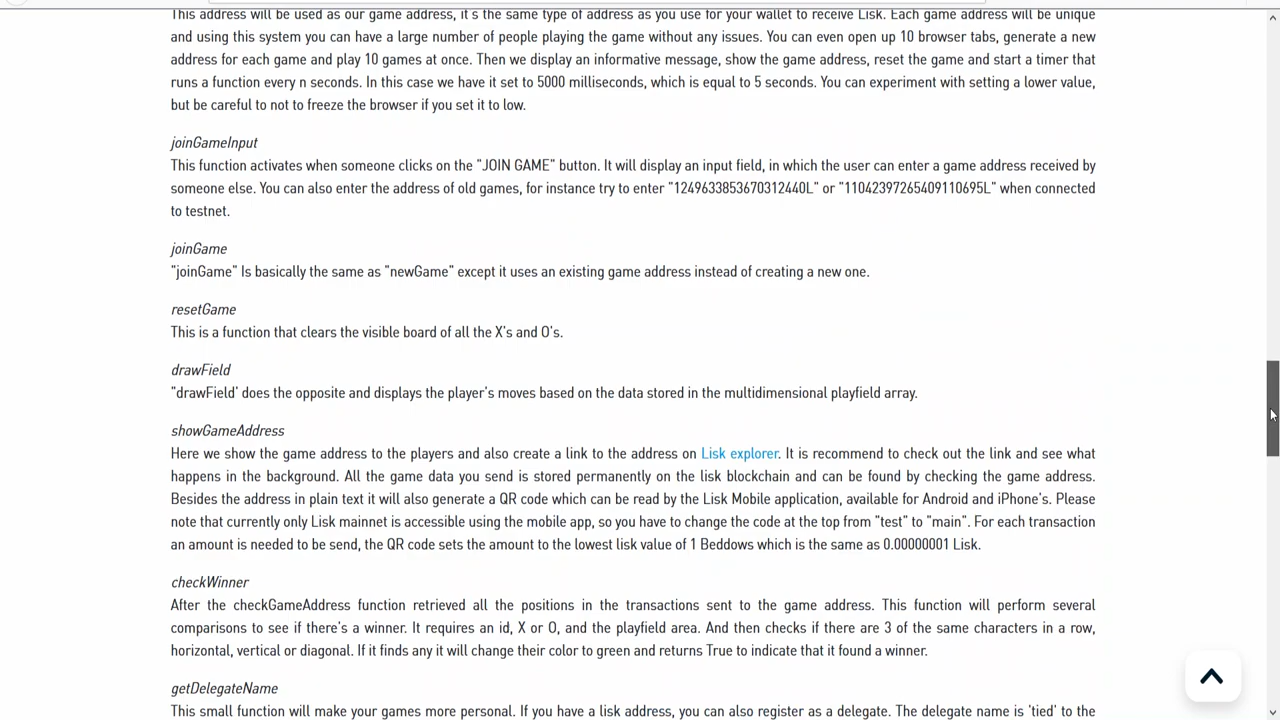 This address will be used as our game address, it's the same type of address as you use for your wallet to receive Lisk. Each game address will be unique
and using this system you can have a large number of people playing the game without any issues. You can even open up 10 browser tabs, generate a new
address for each game and play 10 games at once. Then we display an informative message, show the game address, reset the game and start a timer that
runs a function every n seconds. In this case we have it set to 5000 milliseconds, which is equal to 5 seconds. You can experiment with setting a lower value,
but be careful to not to freeze the browser if you set it to low.
joinGameInput
This function activates when someone clicks on the "JOIN GAME" button. It will display an input field, in which the user can enter a game address received by
someone else. You can also enter the address of old games, for instance try to enter "1249633853670312440L" or "11042397265409110695L" when connected
to testnet.
joinGame
"joinGame" Is basically the same as "newGame" except it uses an existing game address instead of creating a new one.
resetGame
This is a function that clears the visible board of all the X's and O's.
drawField
"drawField' does the opposite and displays the player's moves based on the data stored in the multidimensional playfield array.
showGameAddress
Here we show the game address to the players and also create a link to the address on Lisk explorer. It is recommend to check out the link and see what
happens in the background. All the game data you send is stored permanently on the lisk blockchain and can be found by checking the game address.
Besides the address in plain text it will also generate a QR code which can be read by the Lisk Mobile application, available for Android and iPhone's. Please
note that currently only Lisk mainnet is accessible using the mobile app, so you have to change the code at the top from "test" to "main". For each transaction
an amount is needed to be send, the QR code sets the amount to the lowest lisk value of 1 Beddows which is the same as 0.00000001 Lisk.
checkWinner
After the checkGameAddress function retrieved all the positions in the transactions sent to the game address. This function will perform several
comparisons to see if there's a winner. It requires an id, X or O, and the playfield area. And then checks if there are 3 of the same characters in a row,
horizontal, vertical or diagonal. If it finds any it will change their color to green and returns True to indicate that it found a winner.
getDelegateName
This small function will make your games more personal. If you have a lisk address, you can also register as a delegate. The delegate name is 'tied' to the